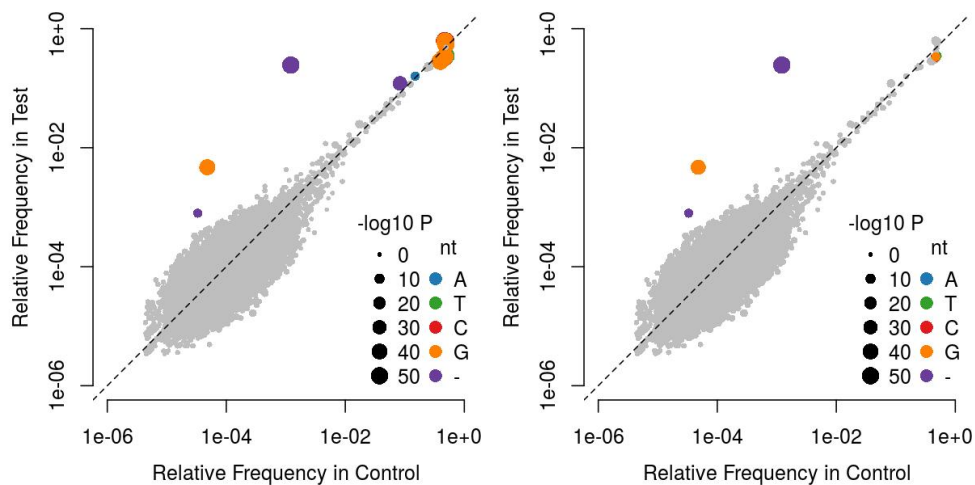 1e+0
1e-02
1e-04
1e-06
Relative Frequency in Test
-log10 P
nt
0
10 A
20 T
30 C
40 G
50 -
1e-06 1e-04 1e-02 1e+0
Relative Frequency in Control
1e+0
1e-02
1e-04
1e-06
Relative Frequency in Test
-log10 P
nt
0
10 A
20 T
30 C
40 G
50 -
1e-06 1e-04 1e-02 1e+0
Relative Frequency in Control